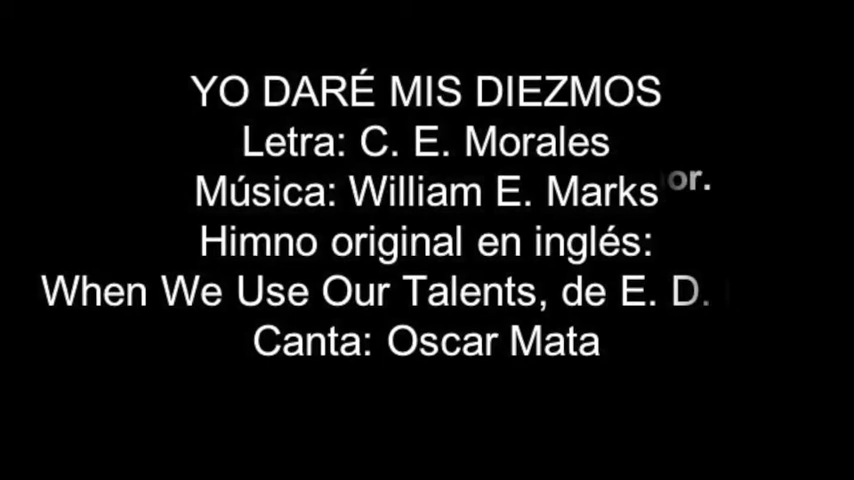 YO DARÉ MIS DIEZMOS
Letra: C. E. Morales
Música: William E. Marks
or.
Himno original en inglés:
When We Use Our Talents, de E. D.
Canta: Oscar Mata